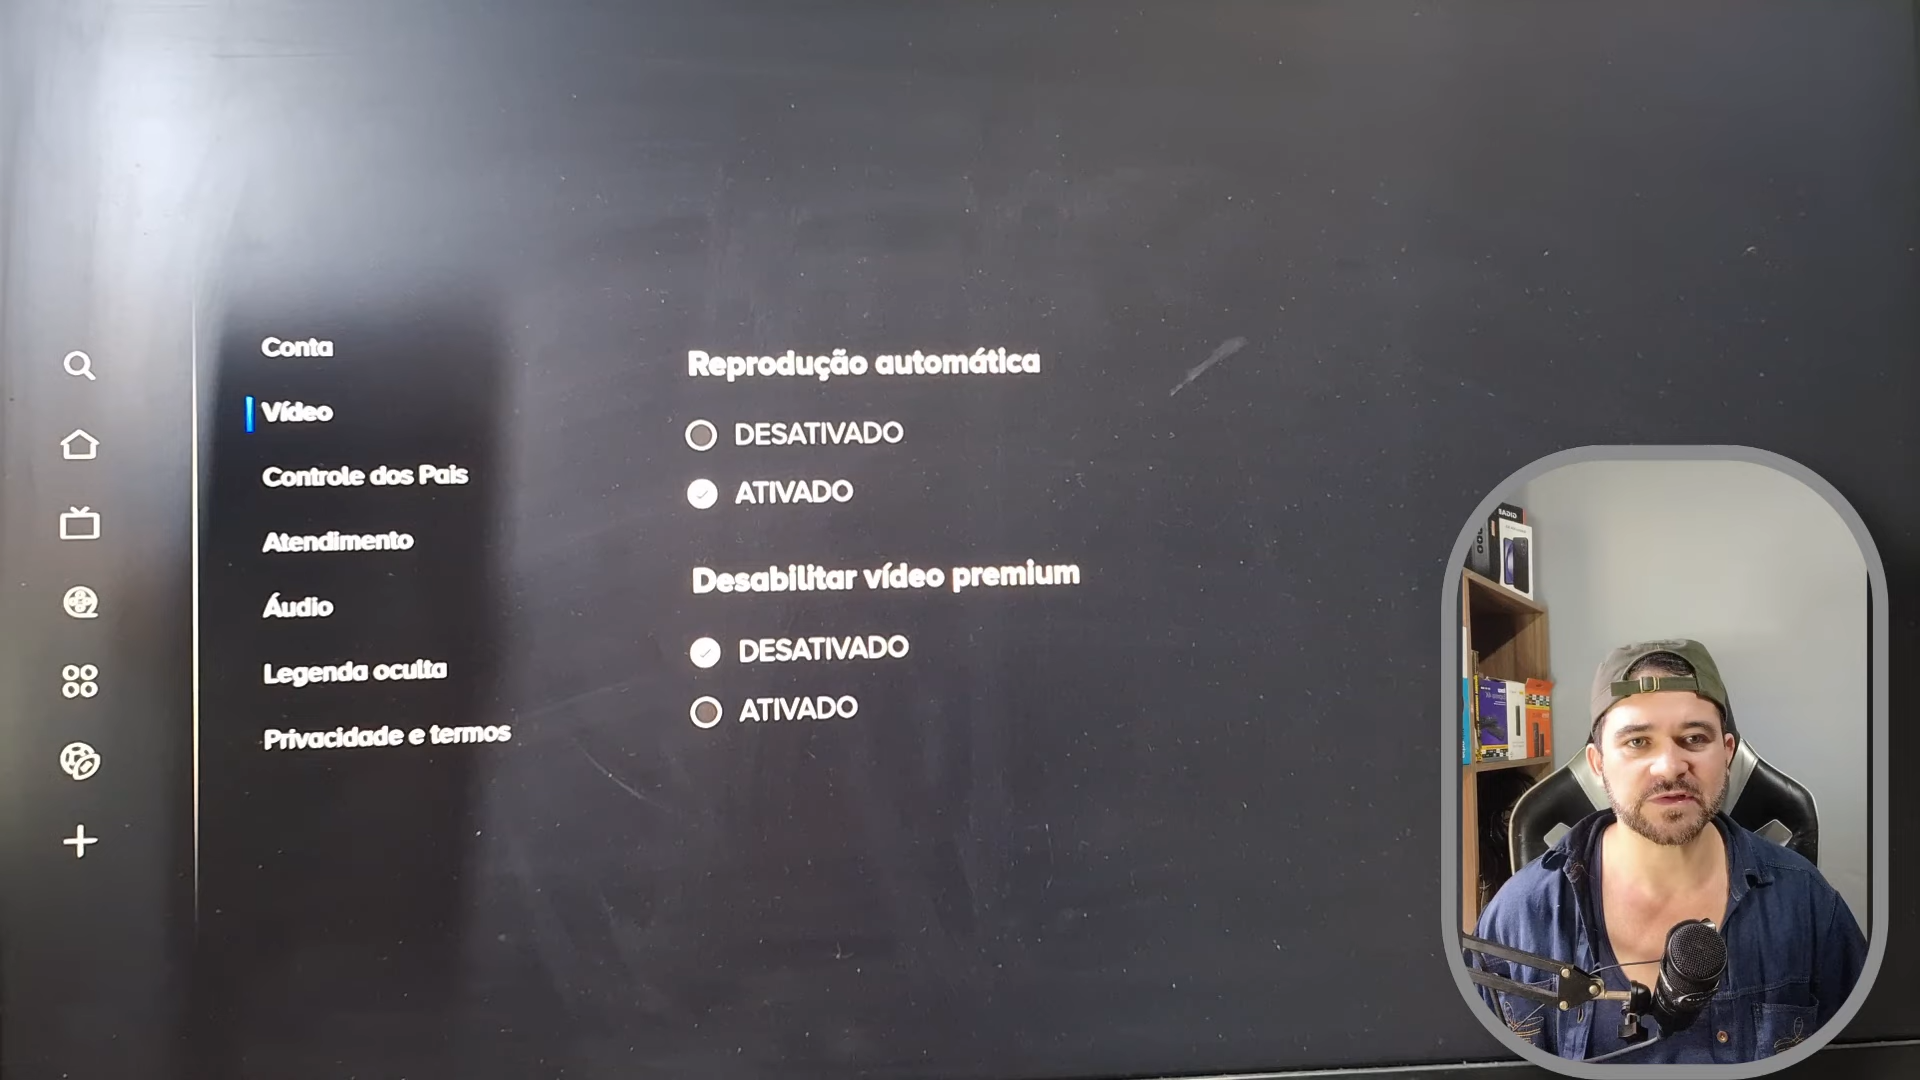 Conta
Vídeo
Controle dos Pais
Atendimento
Áudio
Legenda oculta
Privacidade e termos
Reprodução automática
DESATIVADO
ATIVADO
Desabilitar vídeo premium
DESATIVADO
ATIVADO